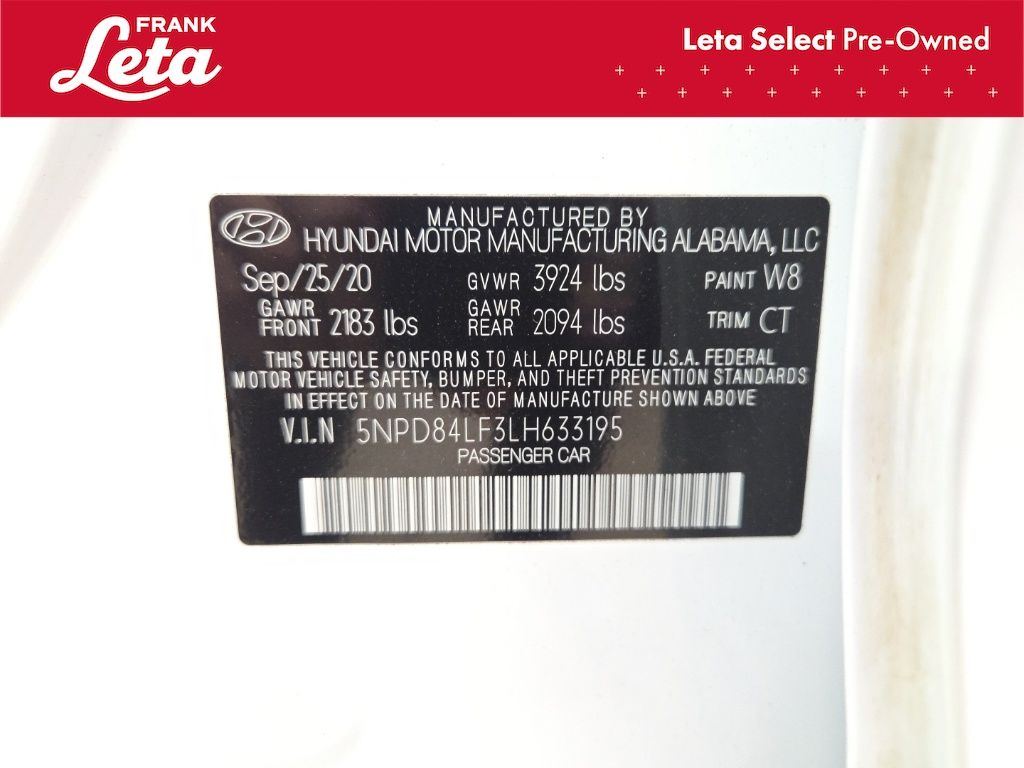 FRANK
Leta
Leta Select Pre-Owned
MANUFACTURED BY
HYUNDAI MOTOR MANUFACTURING ALABAMA, LLC
Sep/25/20 GVWR 3924 lbs PAINT W8
GAWR FRONT 2183 lbs GAWR REAR 2094 lbs TRIM CT
THIS VEHICLE CONFORMS TO ALL APPLICABLE U.S.A. FEDERAL
MOTOR VEHICLE SAFETY, BUMPER, AND THEFT PREVENTION STANDARDS
IN EFFECT ON THE DATE OF MANUFACTURE SHOWN ABOVE
V.I.N 5NPD84LF3LH633195
PASSENGER CAR